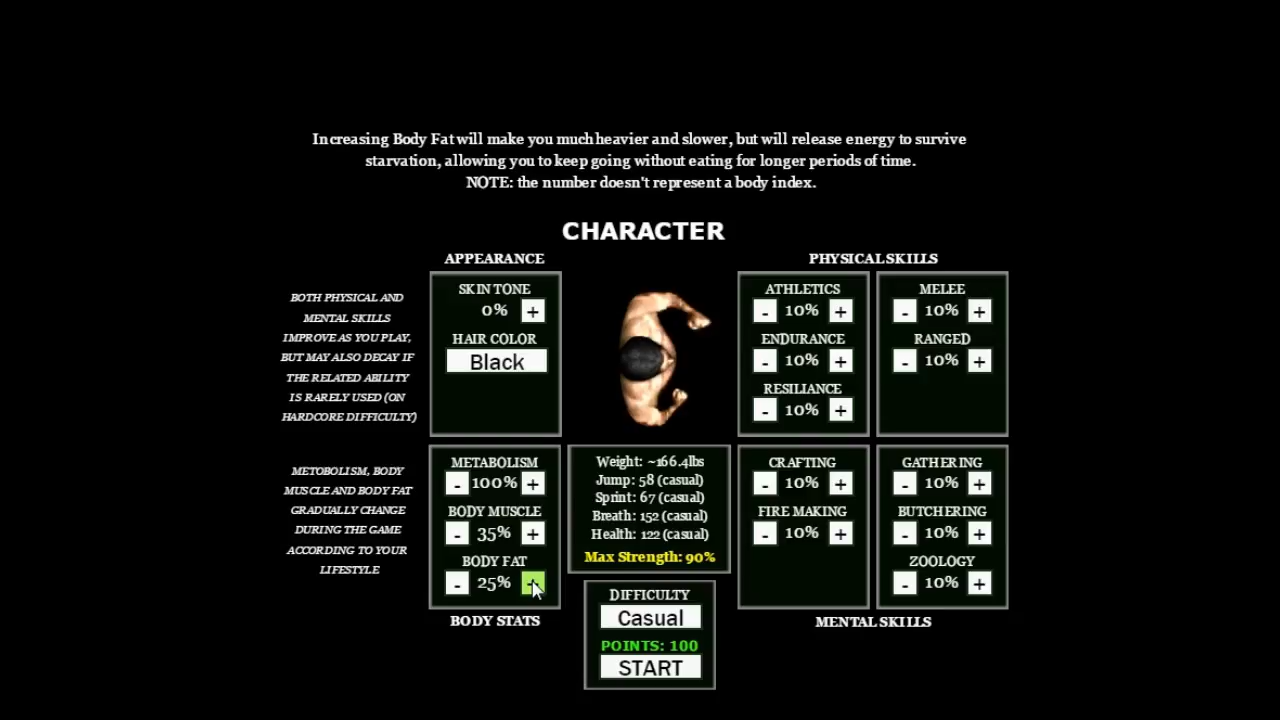 Increasing Body Fat will make you much heavier and slower, but will release energy to survive
starvation, allowing you to keep going without eating for longer periods of time.
NOTE: the number doesn't represent a body index.
CHARACTER
APPEARANCE
PHYSICAL SKILLS
BOTH PHYSICAL AND
MENTAL SKILLS
IMPROVE AS YOU PLAY,
BUT MAY ALSO DECAY IF
THE RELATED ABILITY
IS RARELY USED (ON
HARDCORE DIFFICULTY)
SKIN TONE
0% +
HAIR COLOR
Black
ATHLETICS
- 10% +
ENDURANCE
- 10% +
RESILIANCE
- 10% +
MELEE
- 10% +
RANGED
- 10% +
METOBOLISM, BODY
MUSCLE AND BODY FAT
GRADUALLY CHANGE
DURING THE GAME
ACCORDING TO YOUR
LIFESTYLE
METABOLISM
- 100% +
BODY MUSCLE
- 35% +
BODY FAT
- 25% +
BODY STATS
Weight: ~166.4lbs
Jump: 58 (casual)
Sprint: 67 (casual)
Breath: 152 (casual)
Health: 122 (casual)
Max Strength: 90%
DIFFICULTY
Casual
POINTS: 100
START
CRAFTING
- 10% +
FIRE MAKING
- 10% +
GATHERING
- 10% +
BUTCHERING
- 10% +
ZOOLOGY
- 10% +
MENTAL SKILLS